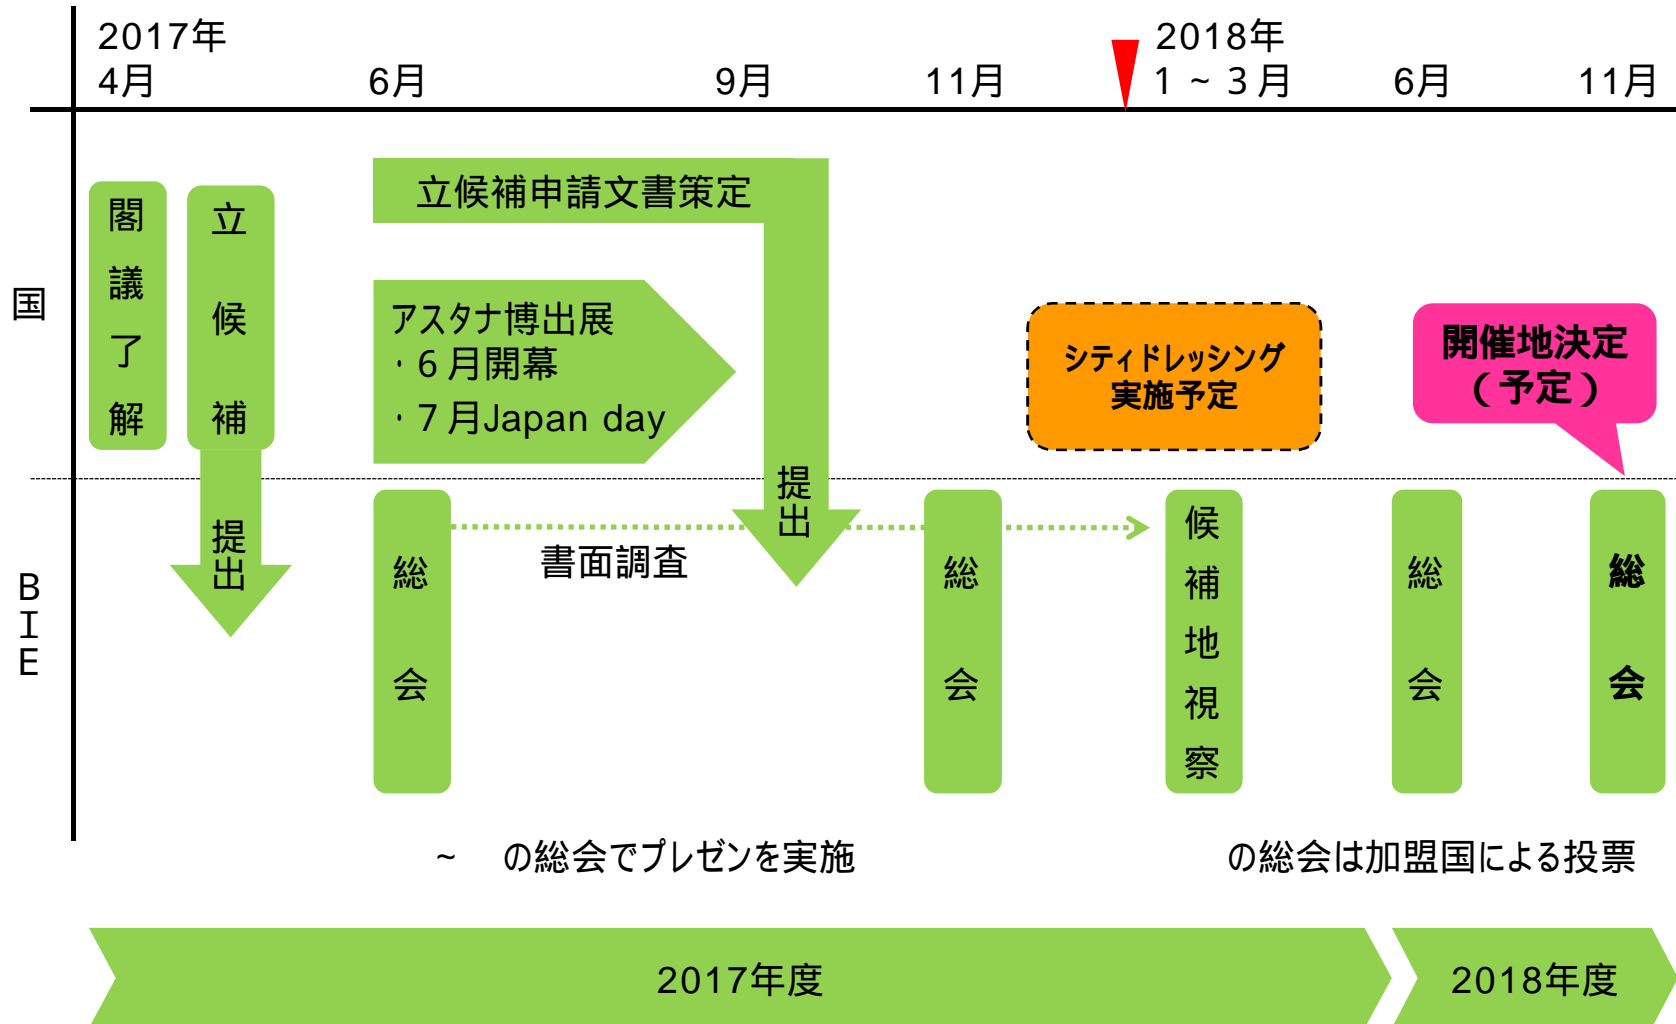 2017年
4月
6月
9月
11月
2018年
１～３月
6月
11月
国
閣議了解
立候補
提出
立候補申請文書策定
提出
アスタナ博出展
・６月開幕
・７月Japan day
シティドレッシング
実施予定
開催地決定
（予定）
BIE
総会
書面調査
総会
候補地視察
総会
総会
～　の総会でプレゼンを実施
の総会は加盟国による投票
2017年度
2018年度